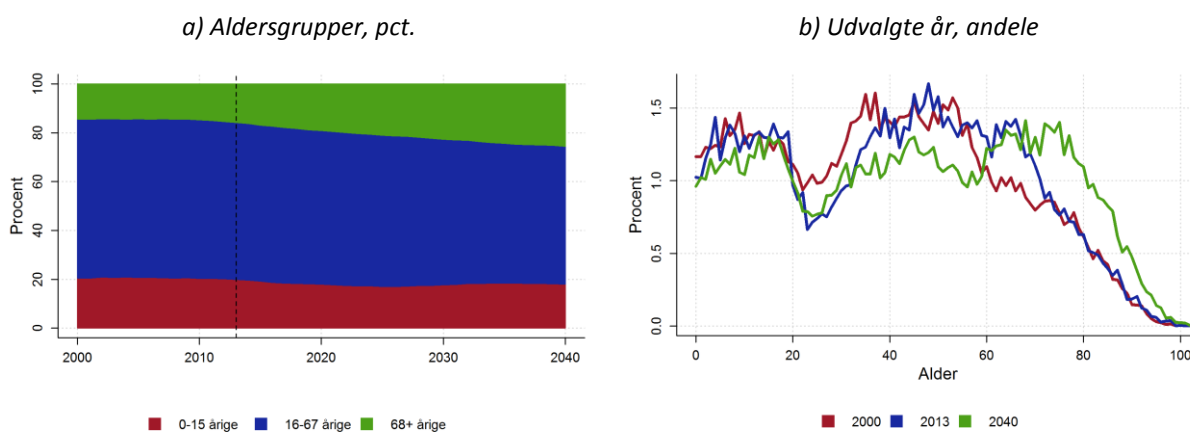 a) Aldersgrupper, pct.
Procent
100
80
60
40
20
0
2000 2010 2020 2030 2040
0-15 årige 16-67 årige 68+ årige
b) Udvalgte år, andele
Procent
1.5
1.0
0.5
0.0
0 20 40 60 80 100
Alder
2000 2013 2040